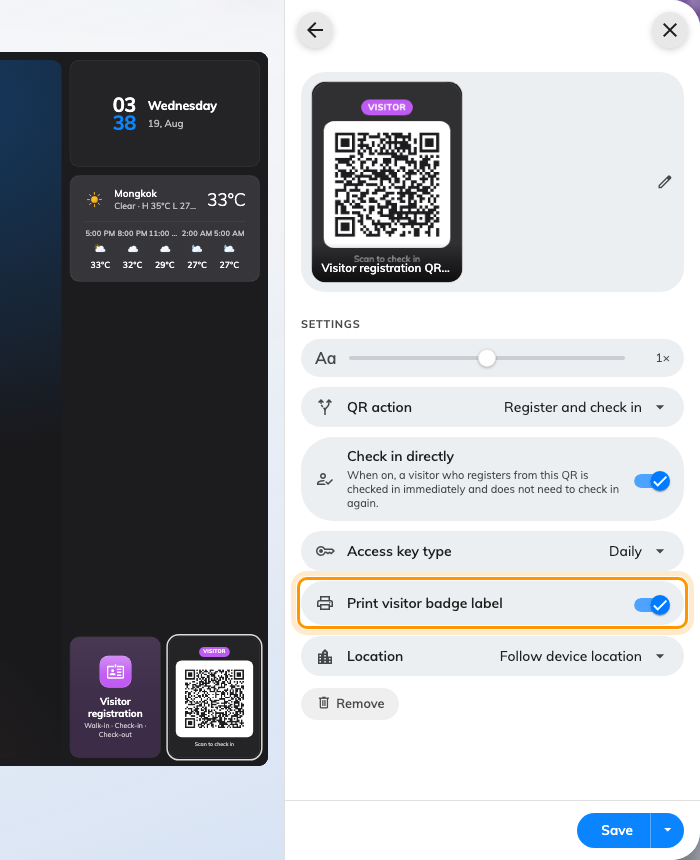 03
38
Wednesday
19, Aug
Mongkok
Clear · H 35°C L 27...
33°C
5:00 PM 8:00 PM 11:00 ... 2:00 AM 5:00 AM
33°C 32°C 29°C 27°C 27°C
Visitor
registration
Walk-in · Check-in ·
Check-out
VISITOR
Scan to check in
VISITOR
Scan to check in
Visitor registration QR...
SETTINGS
Aa
1×
QR action
Register and check in
Check in directly
When on, a visitor who registers from this QR is
checked in immediately and does not need to check in
again.
Access key type
Daily
Print visitor badge label
Location
Follow device location
Remove
Save